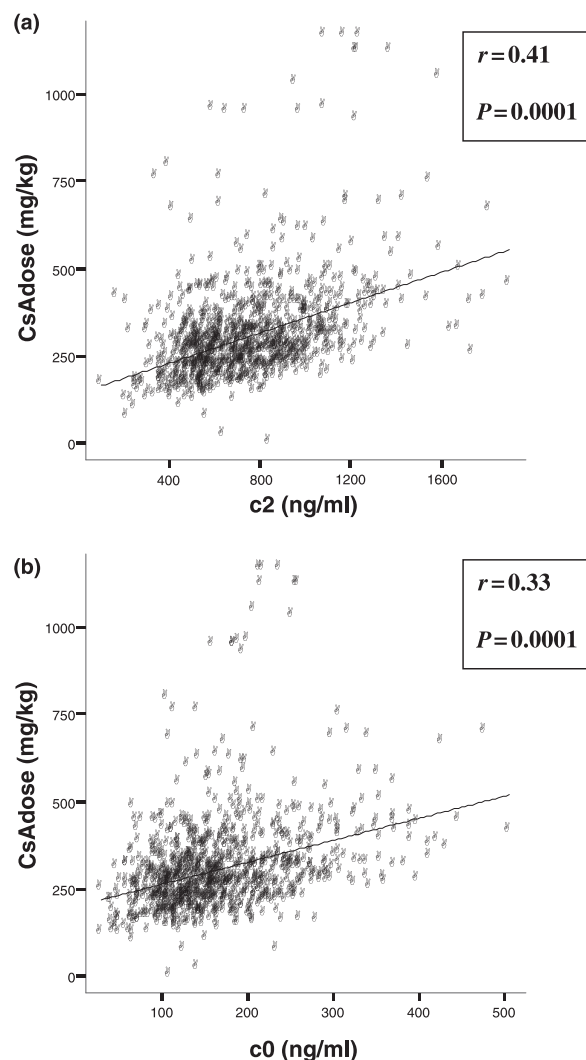 (a)
r=0.41
P=0.0001
CsAdose (mg/kg)
1000
750
500
250
0
400 800 1200 1600
c2 (ng/ml)
(b)
r=0.33
P=0.0001
CsAdose (mg/kg)
1000
750
500
250
0
100 200 300 400 500
c0 (ng/ml)